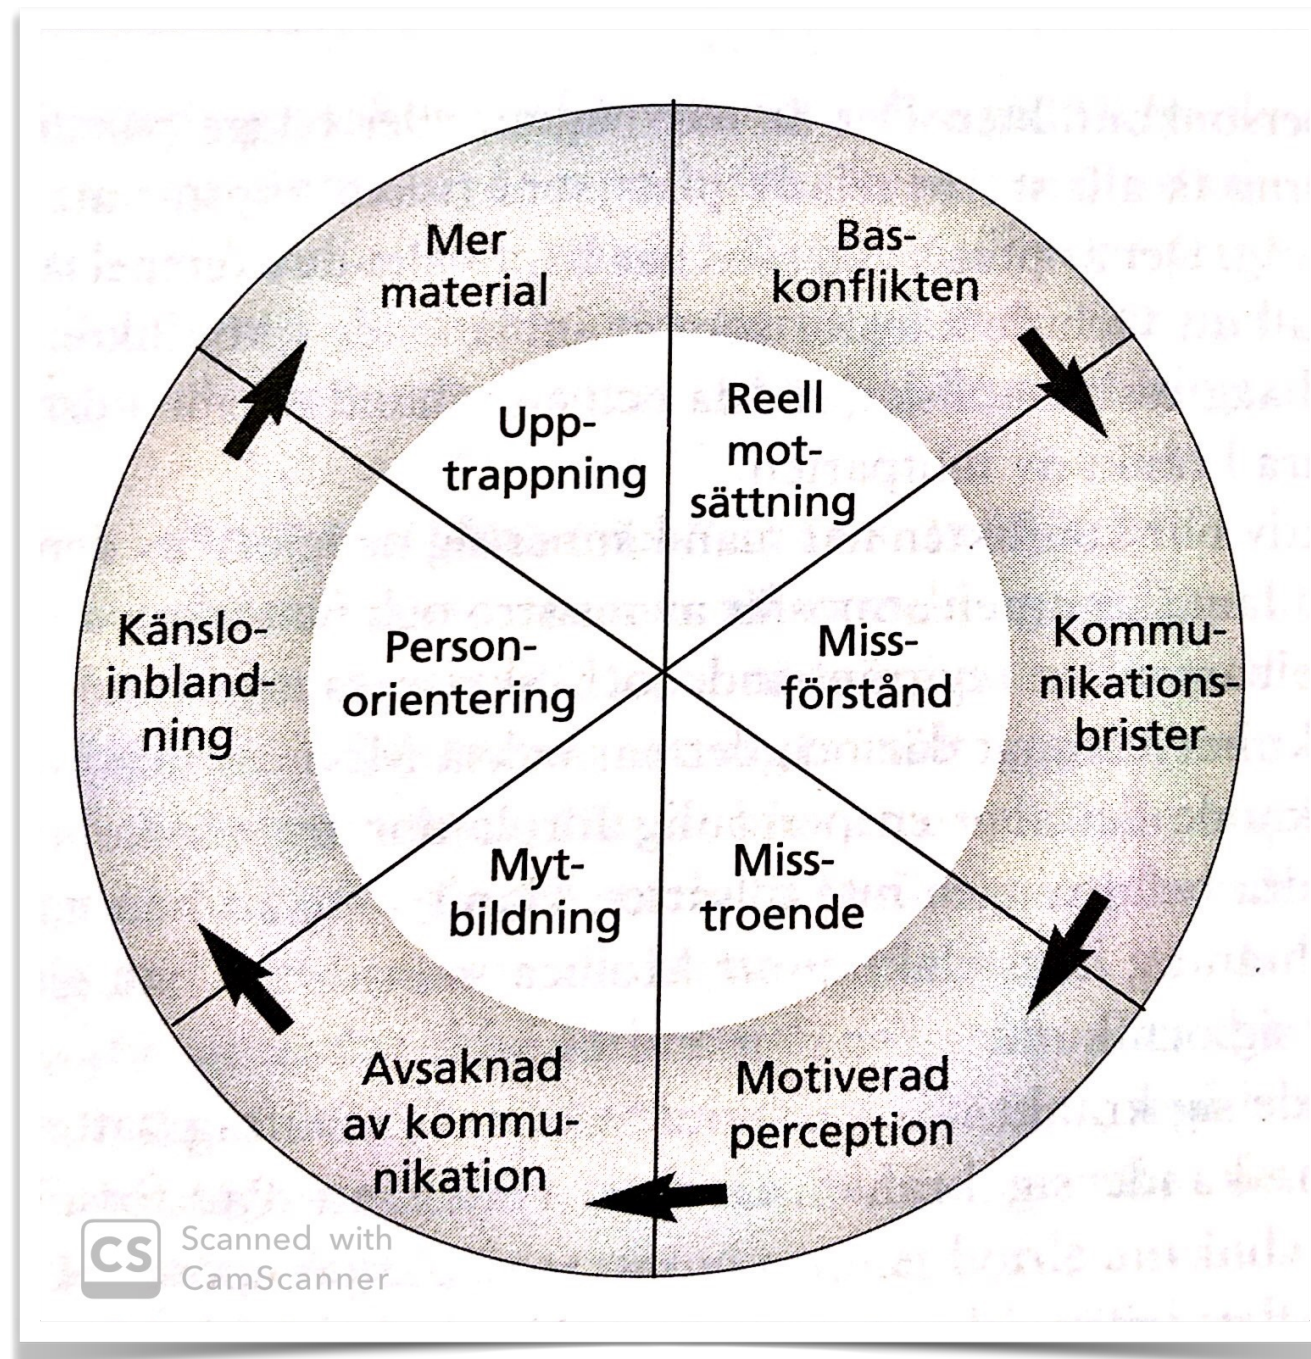 Mer
material
Bas-
konflikten
Upp-
trappning
Reell
mot-
sättning
Känslo-
inbland-
ning
Person-
orientering
Miss-
förstånd
Kommu-
nikations-
brister
Myt-
bildning
Miss-
troende
Avsaknad
av kommu-
nikation
Motiverad
perception
CS
Scanned with
CamScanner